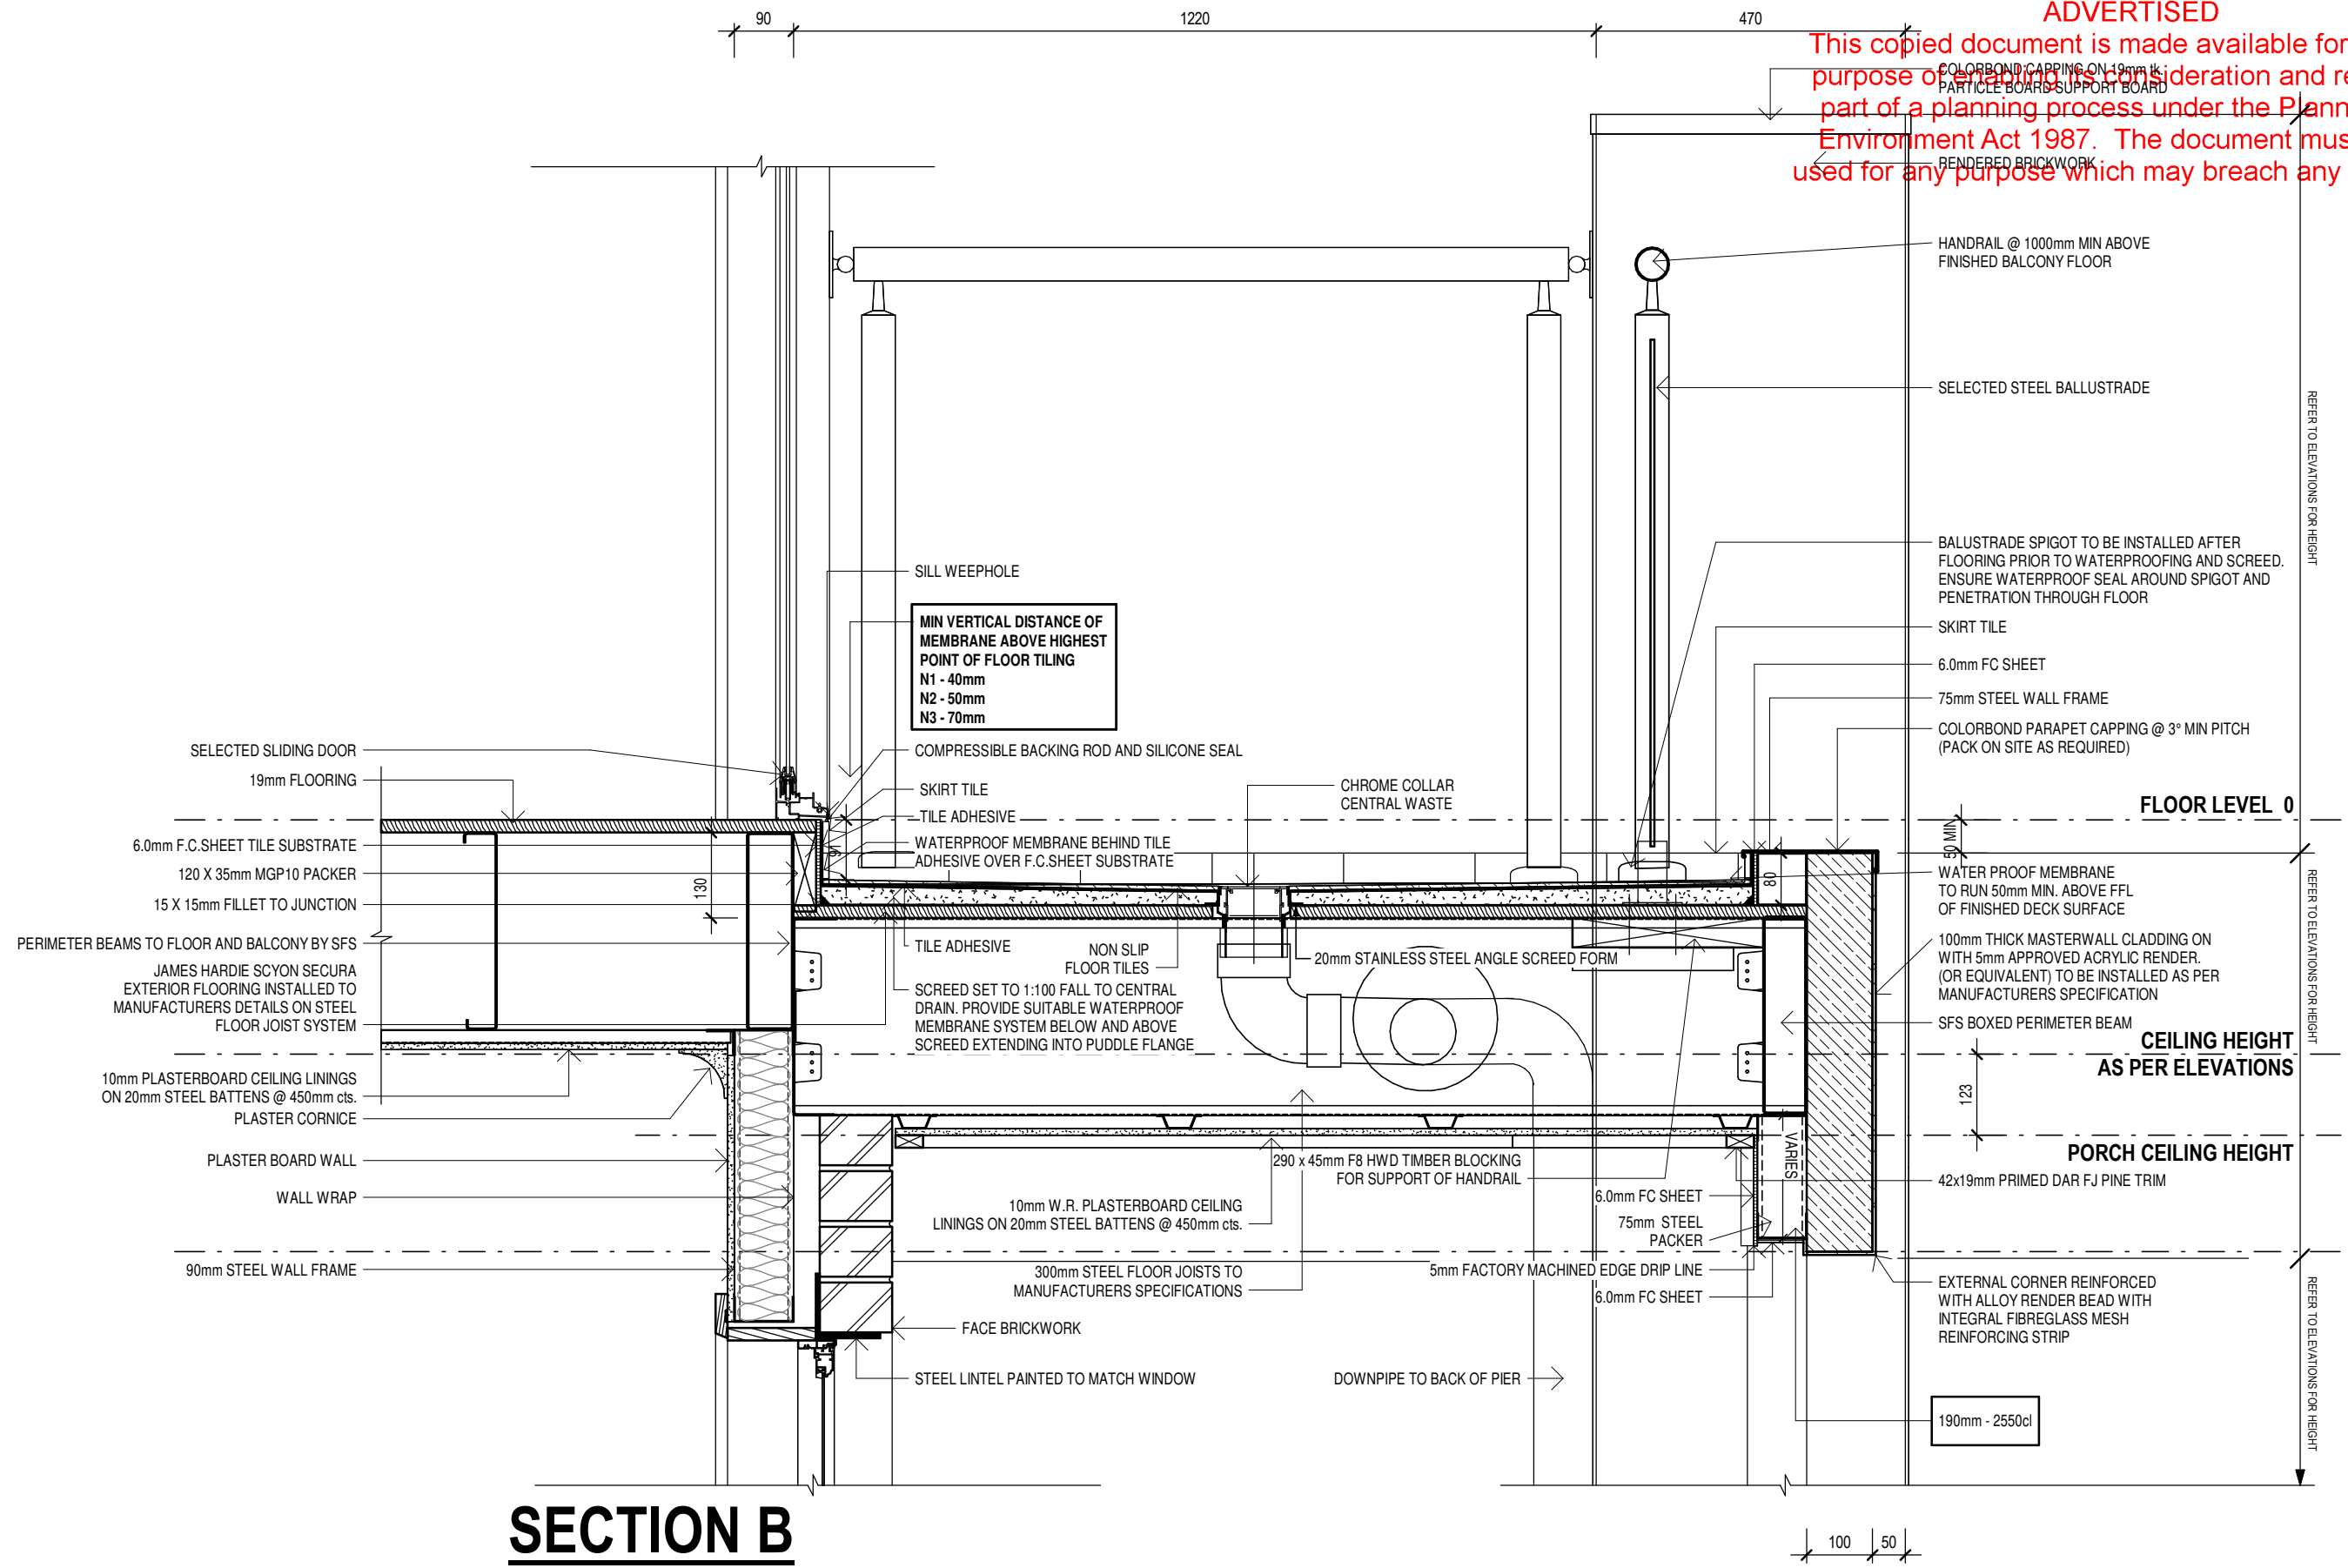 90
1220
470
ADVERTISED
This copied document is made available for
purpose of enabling its consideration and re
part of a planning process under the Plann
Environment Act 1987. The document mus
used for any purpose which may breach any
COLORBOND CAPPING ON 19mm tk.
PARTICLE BOARD SUPPORT BOARD
RENDERED BRICKWORK
HANDRAIL @ 1000mm MIN ABOVE
FINISHED BALCONY FLOOR
SELECTED STEEL BALLUSTRADE
REFER TO ELEVATIONS FOR HEIGHT
BALUSTRADE SPIGOT TO BE INSTALLED AFTER
FLOORING PRIOR TO WATERPROOFING AND SCREED.
ENSURE WATERPROOF SEAL AROUND SPIGOT AND
PENETRATION THROUGH FLOOR
SKIRT TILE
6.0mm FC SHEET
75mm STEEL WALL FRAME
COLORBOND PARAPET CAPPING @ 3° MIN PITCH
(PACK ON SITE AS REQUIRED)
FLOOR LEVEL 0
50 MIN
80
WATER PROOF MEMBRANE
TO RUN 50mm MIN. ABOVE FFL
OF FINISHED DECK SURFACE
100mm THICK MASTERWALL CLADDING ON
WITH 5mm APPROVED ACRYLIC RENDER.
(OR EQUIVALENT) TO BE INSTALLED AS PER
MANUFACTURERS SPECIFICATION
SFS BOXED PERIMETER BEAM
REFER TO ELEVATIONS FOR HEIGHT
CEILING HEIGHT
AS PER ELEVATIONS
123
PORCH CEILING HEIGHT
42x19mm PRIMED DAR FJ PINE TRIM
VARIES
EXTERNAL CORNER REINFORCED
WITH ALLOY RENDER BEAD WITH
INTEGRAL FIBREGLASS MESH
REINFORCING STRIP
REFER TO ELEVATIONS FOR HEIGHT
190mm - 2550cl
SILL WEEPHOLE
MIN VERTICAL DISTANCE OF
MEMBRANE ABOVE HIGHEST
POINT OF FLOOR TILING
N1 - 40mm
N2 - 50mm
N3 - 70mm
COMPRESSIBLE BACKING ROD AND SILICONE SEAL
SKIRT TILE
TILE ADHESIVE
WATERPROOF MEMBRANE BEHIND TILE
ADHESIVE OVER F.C.SHEET SUBSTRATE
CHROME COLLAR
CENTRAL WASTE
TILE ADHESIVE
NON SLIP
FLOOR TILES
20mm STAINLESS STEEL ANGLE SCREED FORM
SCREED SET TO 1:100 FALL TO CENTRAL
DRAIN. PROVIDE SUITABLE WATERPROOF
MEMBRANE SYSTEM BELOW AND ABOVE
SCREED EXTENDING INTO PUDDLE FLANGE
SELECTED SLIDING DOOR
19mm FLOORING
6.0mm F.C.SHEET TILE SUBSTRATE
120 X 35mm MGP10 PACKER
15 X 15mm FILLET TO JUNCTION
130
PERIMETER BEAMS TO FLOOR AND BALCONY BY SFS
JAMES HARDIE SCYON SECURA
EXTERIOR FLOORING INSTALLED TO
MANUFACTURERS DETAILS ON STEEL
FLOOR JOIST SYSTEM
10mm PLASTERBOARD CEILING LININGS
ON 20mm STEEL BATTENS @ 450mm cts.
PLASTER CORNICE
PLASTER BOARD WALL
WALL WRAP
90mm STEEL WALL FRAME
290 x 45mm F8 HWD TIMBER BLOCKING
FOR SUPPORT OF HANDRAIL
10mm W.R. PLASTERBOARD CEILING
LININGS ON 20mm STEEL BATTENS @ 450mm cts.
6.0mm FC SHEET
75mm STEEL
PACKER
300mm STEEL FLOOR JOISTS TO
MANUFACTURERS SPECIFICATIONS
5mm FACTORY MACHINED EDGE DRIP LINE
6.0mm FC SHEET
FACE BRICKWORK
STEEL LINTEL PAINTED TO MATCH WINDOW
DOWNPIPE TO BACK OF PIER
SECTION B
100
50